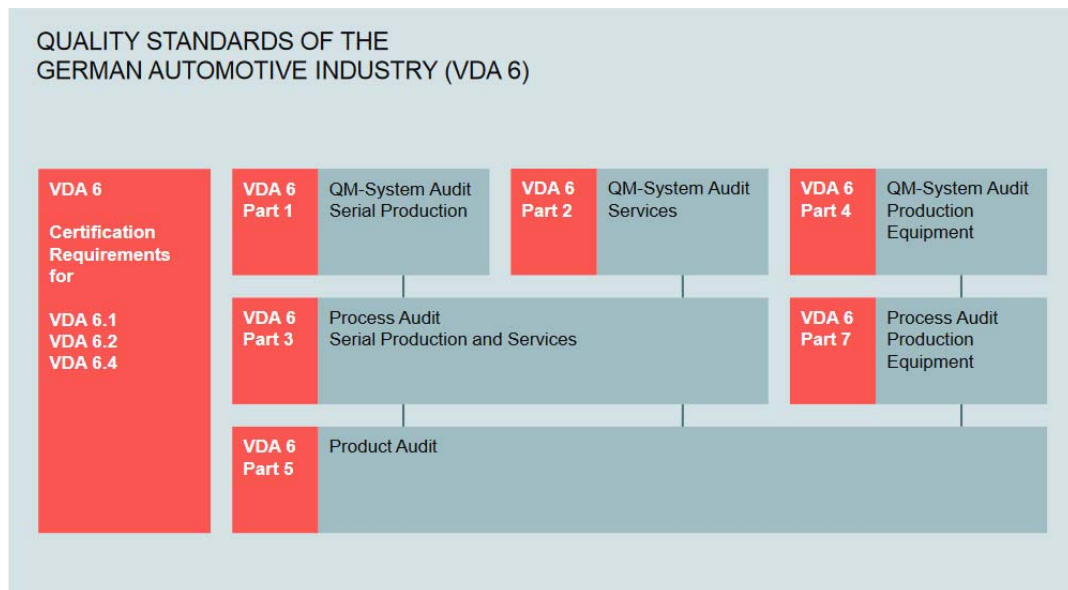 QUALITY STANDARDS OF THE
GERMAN AUTOMOTIVE INDUSTRY (VDA 6)
VDA 6
Certification
Requirements
for
VDA 6.1
VDA 6.2
VDA 6.4
VDA 6
Part 1
QM-System Audit
Serial Production
VDA 6
Part 2
QM-System Audit
Services
VDA 6
Part 4
QM-System Audit
Production
Equipment
VDA 6
Part 3
Process Audit
Serial Production and Services
VDA 6
Part 7
Process Audit
Production
Equipment
VDA 6
Part 5
Product Audit